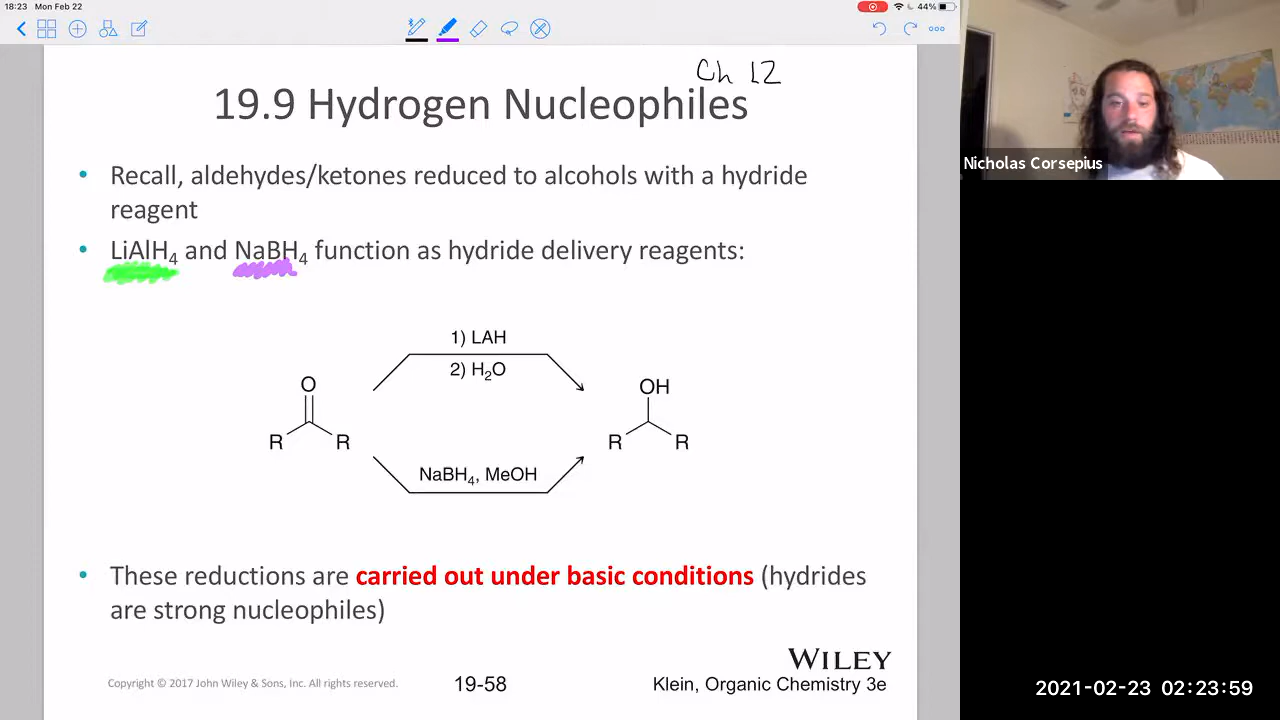 18:23 Mon Feb 22
44%
Ch 12
19.9 Hydrogen Nucleophiles
• Recall, aldehydes/ketones reduced to alcohols with a hydride
reagent
• LiAlH4 and NaBH4 function as hydride delivery reagents:
1) LAH
2) H2O
O
R R
OH
R R
NaBH4, MeOH
• These reductions are carried out under basic conditions (hydrides
are strong nucleophiles)
WILEY
Copyright © 2017 John Wiley & Sons, Inc. All rights reserved.
19-58
Klein, Organic Chemistry 3e
Nicholas Corsepius
2021-02-23 02:23:59